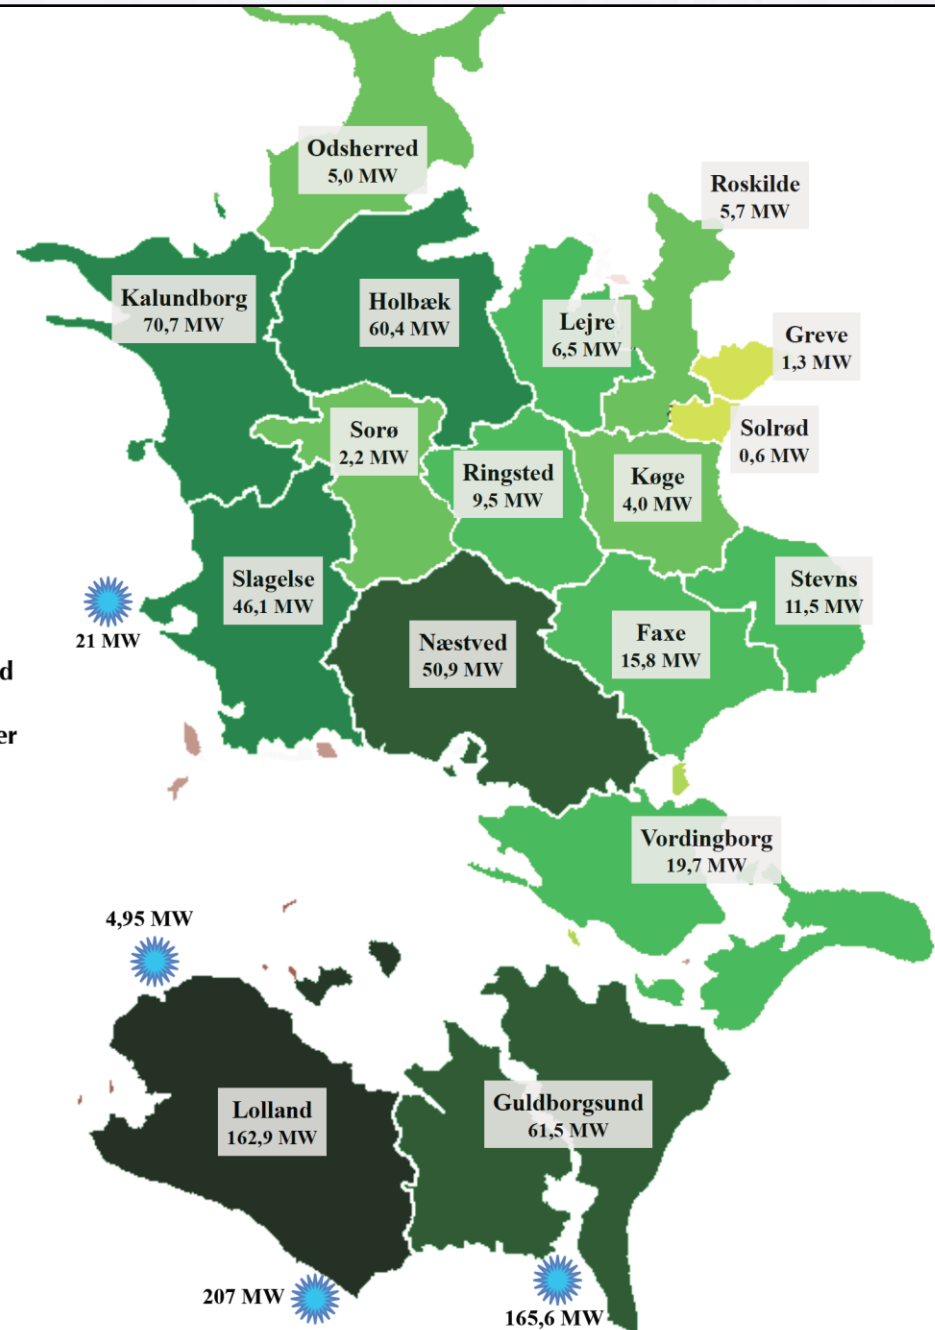 Odsherred
5,0 MW
Roskilde
5,7 MW
Kalundborg
70,7 MW
Holbæk
60,4 MW
Lejre
6,5 MW
Greve
1,3 MW
Sorø
2,2 MW
Solrød
0,6 MW
Ringsted
9,5 MW
Køge
4,0 MW
Slagelse
46,1 MW
Stevns
11,5 MW
21 MW
Næstved
50,9 MW
Faxe
15,8 MW
d
er
Vordingborg
19,7 MW
4,95 MW
Lolland
162,9 MW
Guldborgsund
61,5 MW
207 MW
165,6 MW